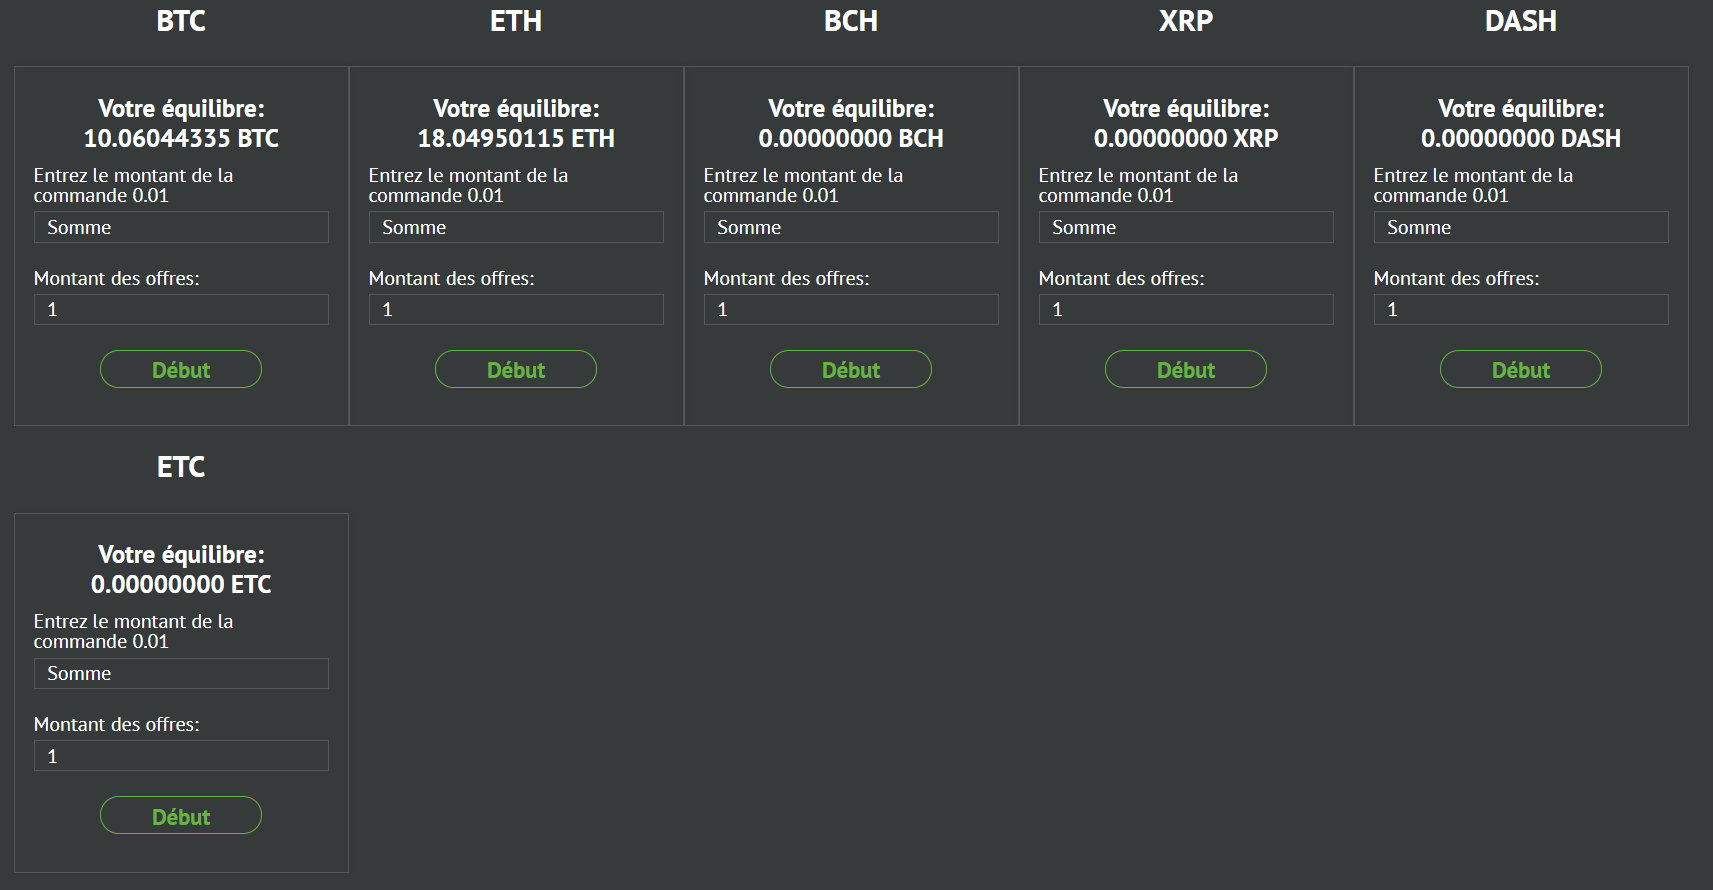 BTC
Votre équilibre:
10.06044335 BTC
Entrez le montant de la
commande 0.01
Somme
Montant des offres:
1
Début
ETH
Votre équilibre:
18.04950115 ETH
Entrez le montant de la
commande 0.01
Somme
Montant des offres:
1
Début
BCH
Votre équilibre:
0.00000000 BCH
Entrez le montant de la
commande 0.01
Somme
Montant des offres:
1
Début
XRP
Votre équilibre:
0.00000000 XRP
Entrez le montant de la
commande 0.01
Somme
Montant des offres:
1
Début
DASH
Votre équilibre:
0.00000000 DASH
Entrez le montant de la
commande 0.01
Somme
Montant des offres:
1
Début
ETC
Votre équilibre:
0.00000000 ETC
Entrez le montant de la
commande 0.01
Somme
Montant des offres:
1
Début